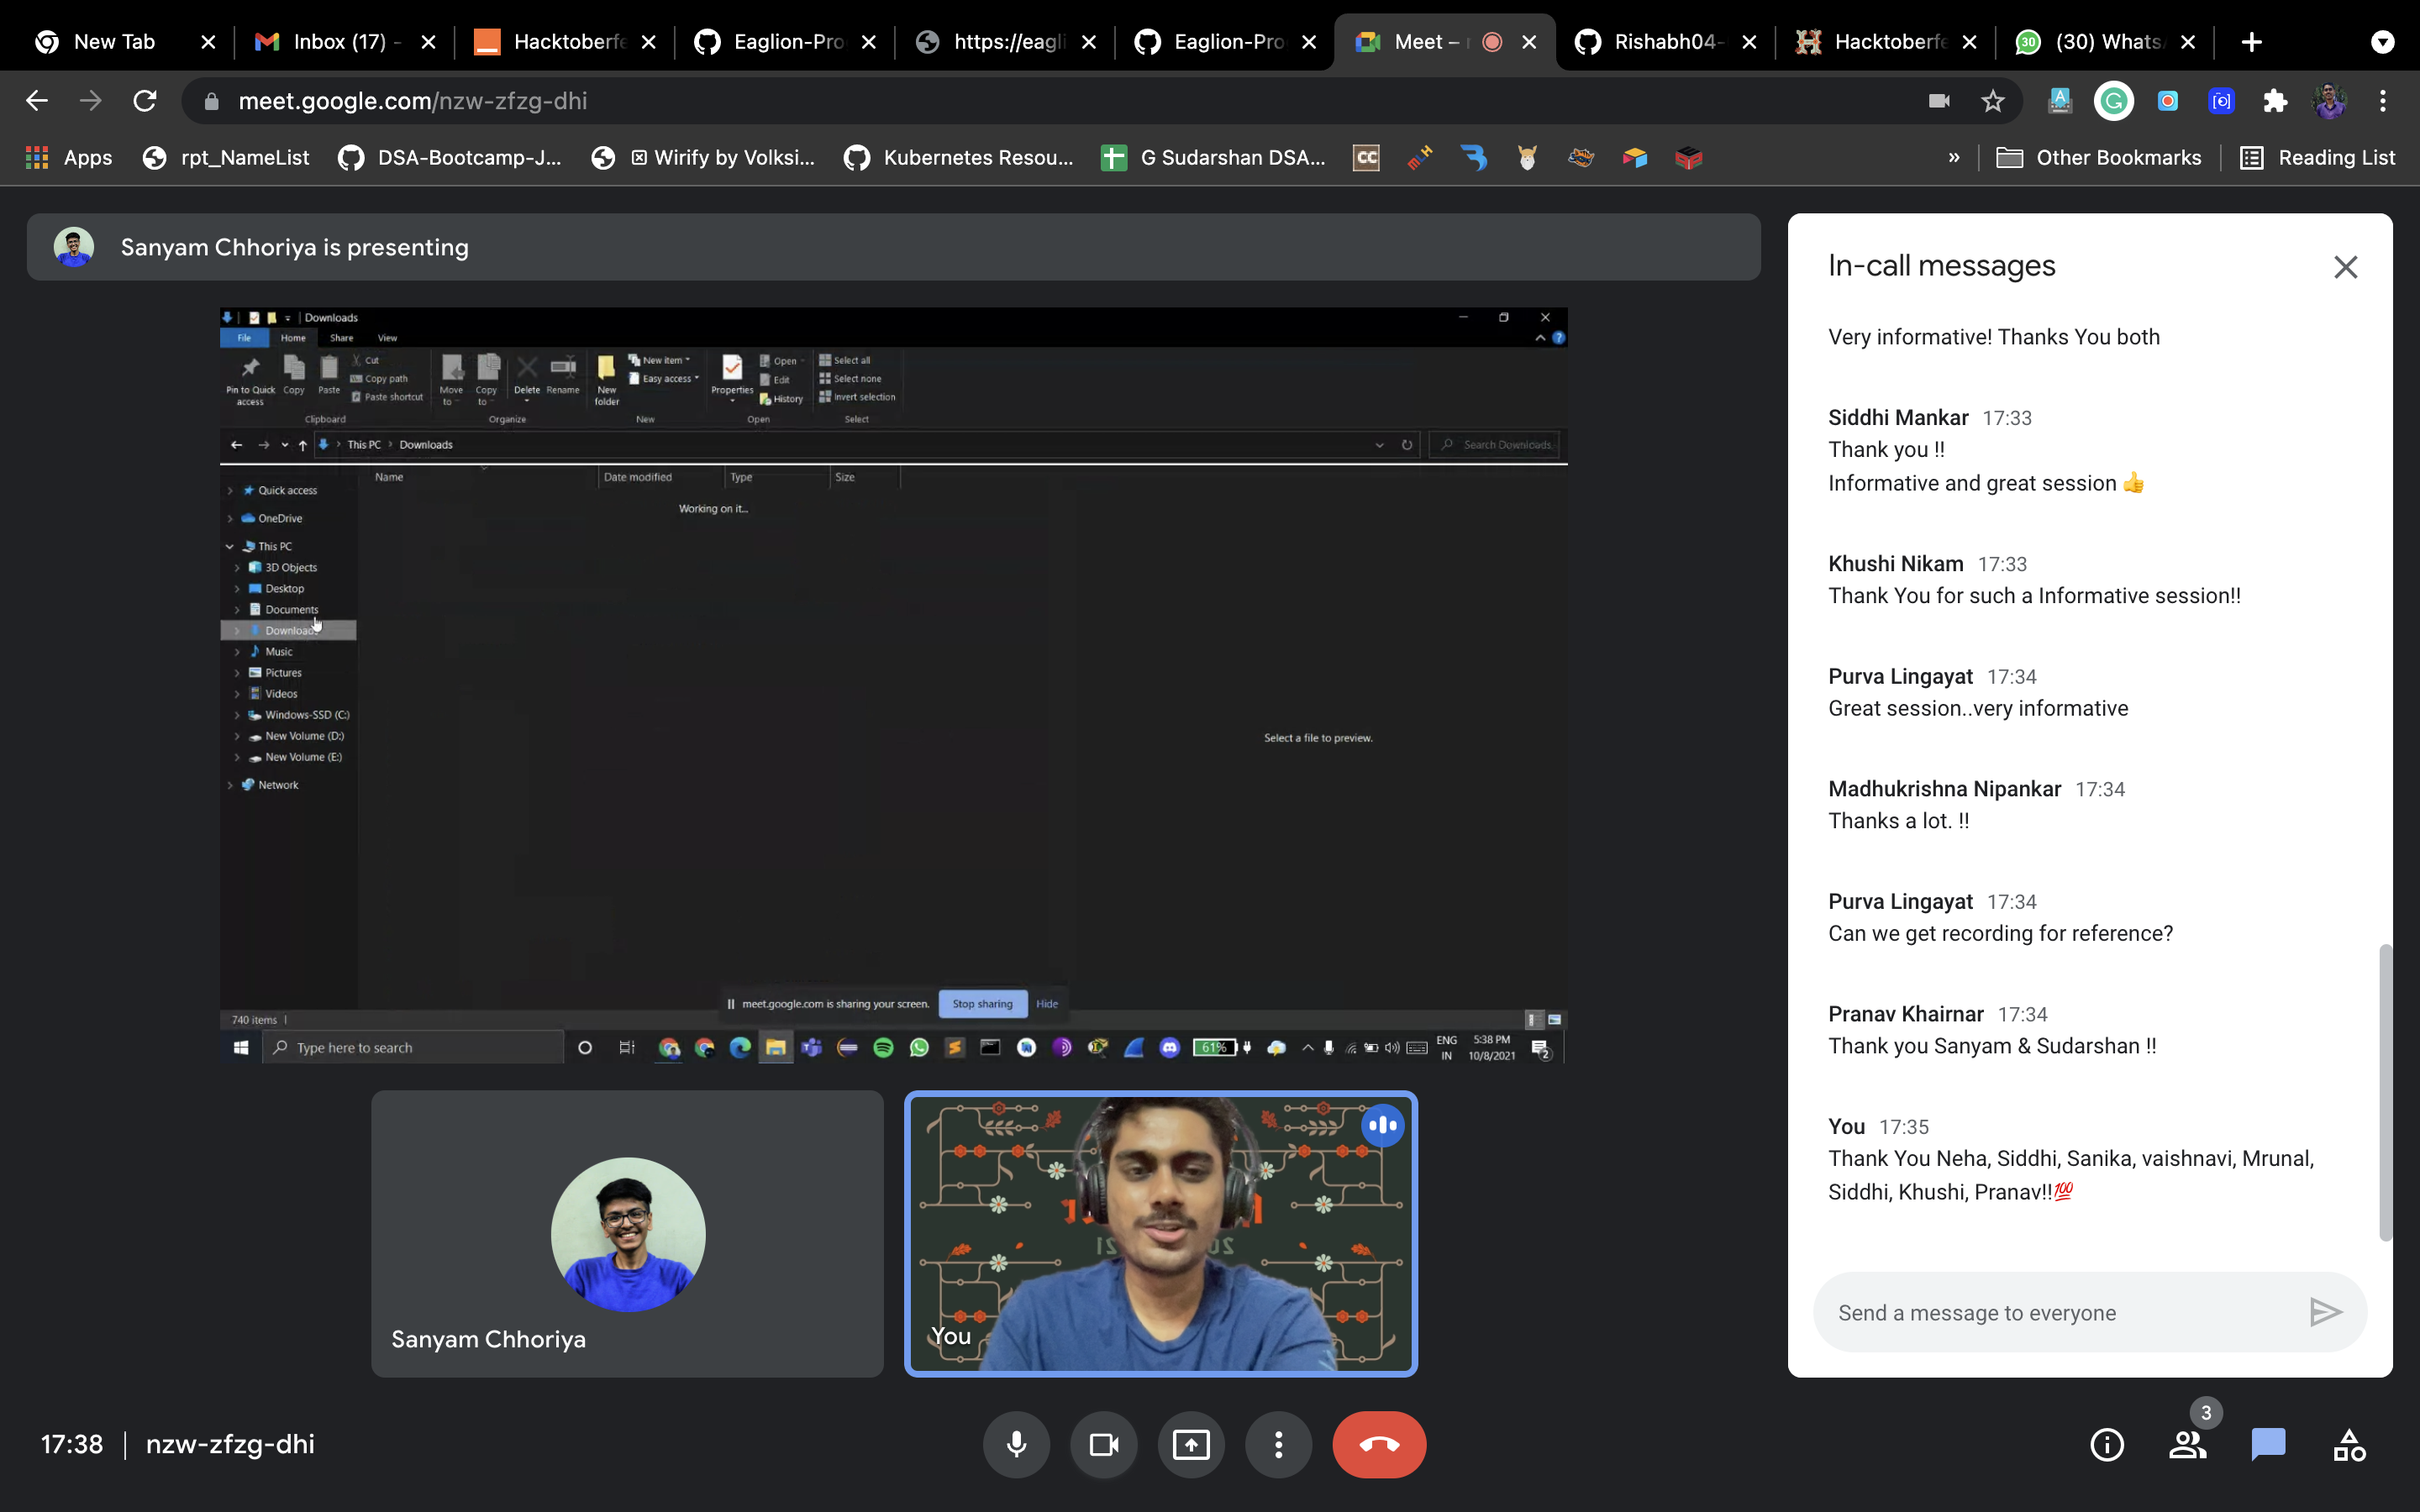 New Tab
Inbox (17) -
Hacktoberfe
Eaglion-Pro
https://eagli
Eaglion-Pro
Meet –
Rishabh04-
Hacktoberfe
30
(30) Whats
meet.google.com/nzw-zfzg-dhi
Apps
rpt_NameList
DSA-Bootcamp-J...
Wirify by Volksi...
Kubernetes Resou...
G Sudarshan DSA...
CC
»
Other Bookmarks
Reading List
Sanyam Chhoriya is presenting
Downloads
File Home Share View
Pin to Quick access
Copy
Paste
Cut
Copy path
Paste shortcut
Clipboard
Move to
Copy to
Delete
Rename
Organize
New folder
New item
Easy access
New
Properties
Open
Edit
History
Open
Select all
Select none
Invert selection
Select
This PC › Downloads
Search Downloads
Name Date modified Type Size
Working on it...
Quick access
OneDrive
This PC
3D Objects
Desktop
Documents
Downloads
Music
Pictures
Videos
Windows-SSD (C:)
New Volume (D:)
New Volume (E:)
Network
Select a file to preview.
meet.google.com is sharing your screen.
Stop sharing
Hide
740 items
Type here to search
61%
ENG
IN
5:38 PM
10/8/2021
2
Sanyam Chhoriya
You
In-call messages
Very informative! Thanks You both
Siddhi Mankar 17:33
Thank you !!
Informative and great session 👍
Khushi Nikam 17:33
Thank You for such a Informative session!!
Purva Lingayat 17:34
Great session..very informative
Madhukrishna Nipankar 17:34
Thanks a lot. !!
Purva Lingayat 17:34
Can we get recording for reference?
Pranav Khairnar 17:34
Thank you Sanyam & Sudarshan !!
You 17:35
Thank You Neha, Siddhi, Sanika, vaishnavi, Mrunal,
Siddhi, Khushi, Pranav!!💯
Send a message to everyone
17:38 | nzw-zfzg-dhi
3